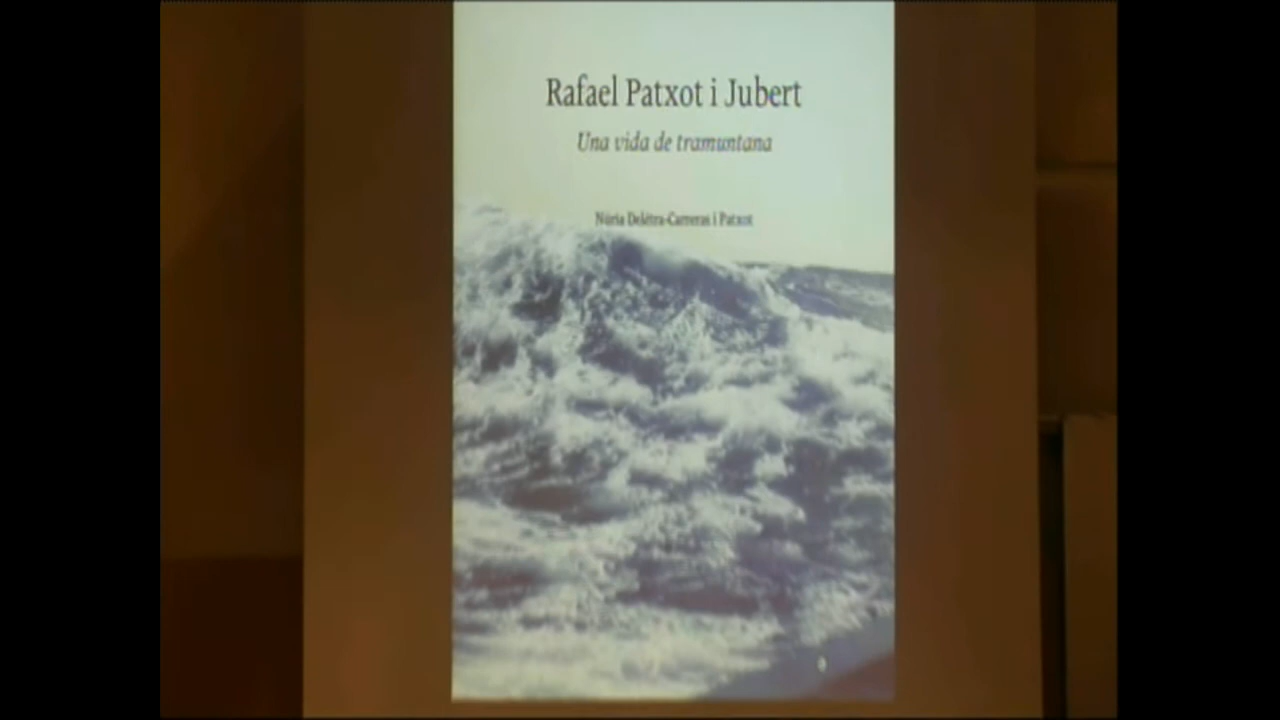 Rafael Patxot i Jubert
Una vida de tramuntana
Núria Delétra-Carreras i Patxot